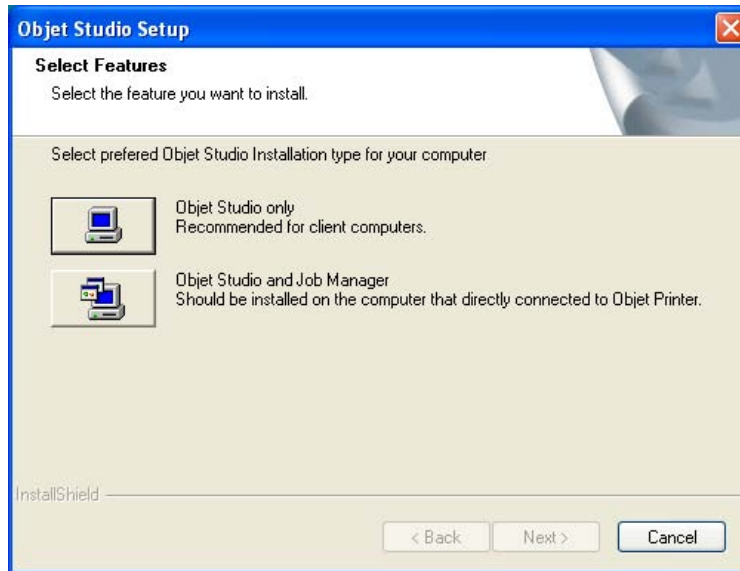 Objet Studio Setup
Select Features
Select the feature you want to install.
Select prefered Objet Studio Installation type for your computer
Objet Studio only
Recommended for client computers.
Objet Studio and Job Manager
Should be installed on the computer that directly connected to Objet Printer.
InstallShield
< Back Next > Cancel